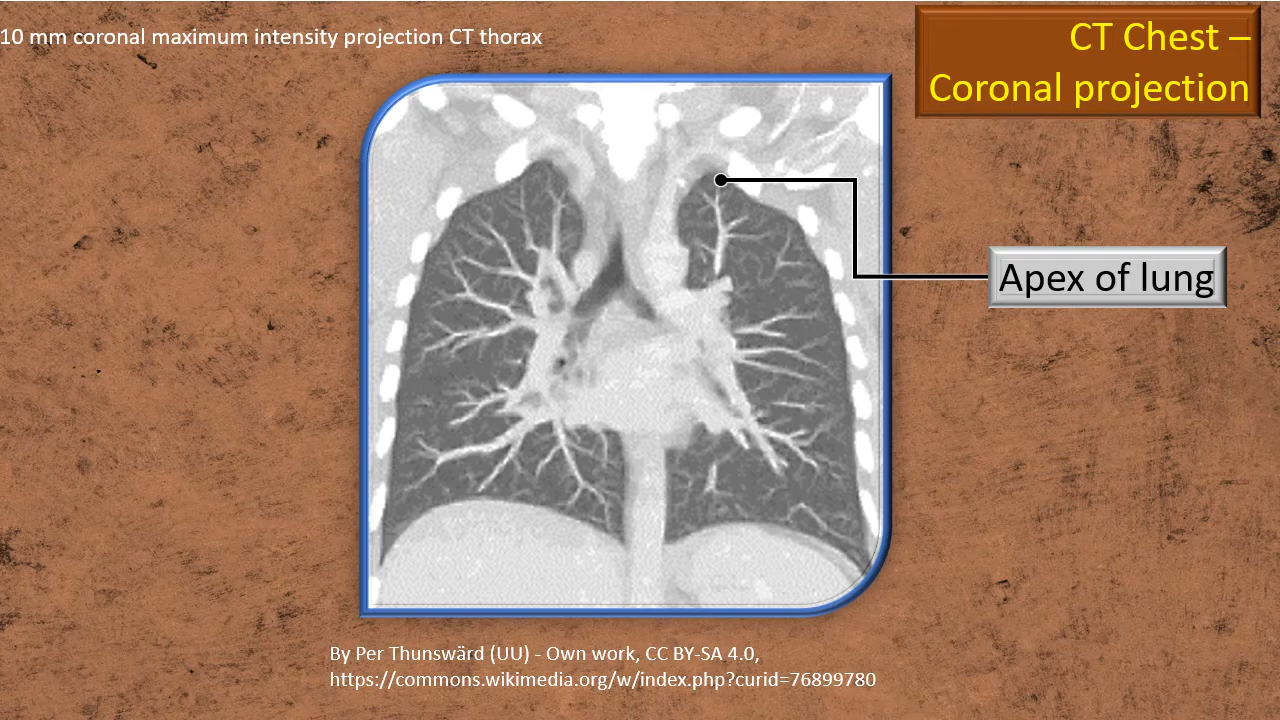 10 mm coronal maximum intensity projection CT thorax
CT Chest –
Coronal projection
Apex of lung
By Per Thunswärd (UU) - Own work, CC BY-SA 4.0,
https://commons.wikimedia.org/w/index.php?curid=76899780